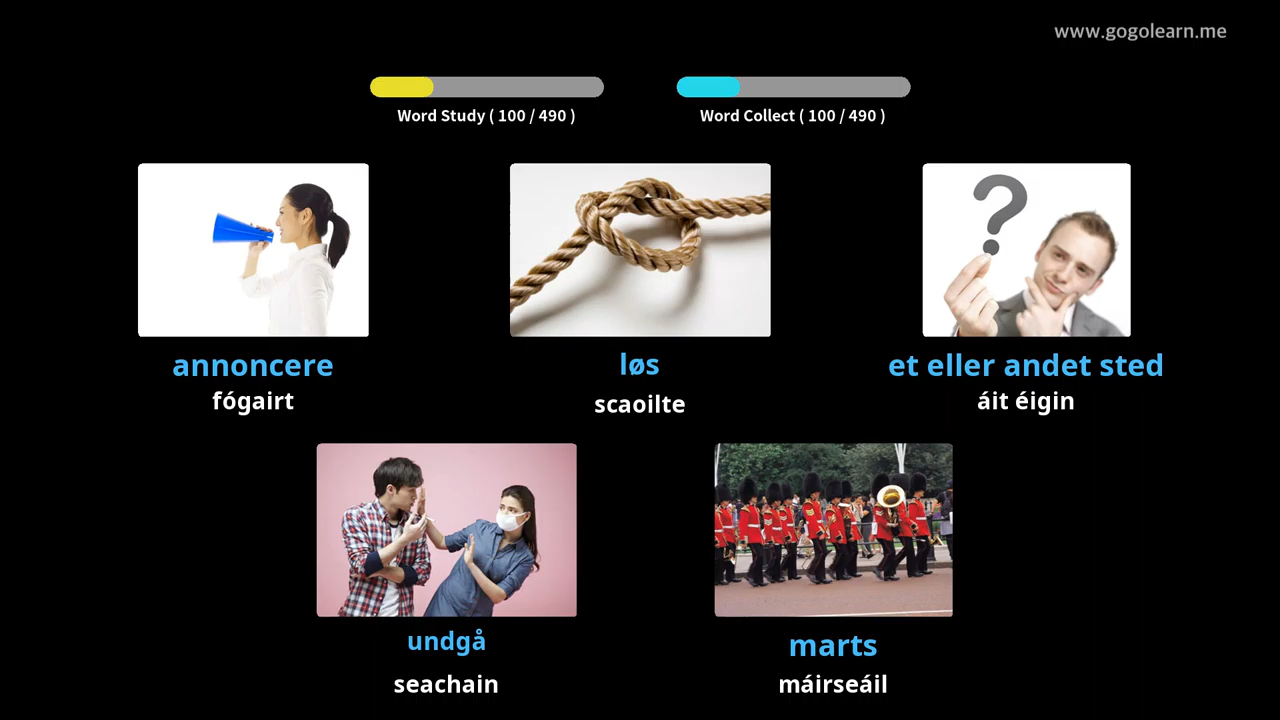 www.gogolearn.me
Word Study ( 100 / 490 )
Word Collect ( 100 / 490 )
annoncere
fógairt
løs
scaoilte
et eller andet sted
áit éigin
undgå
seachain
marts
máirseáil